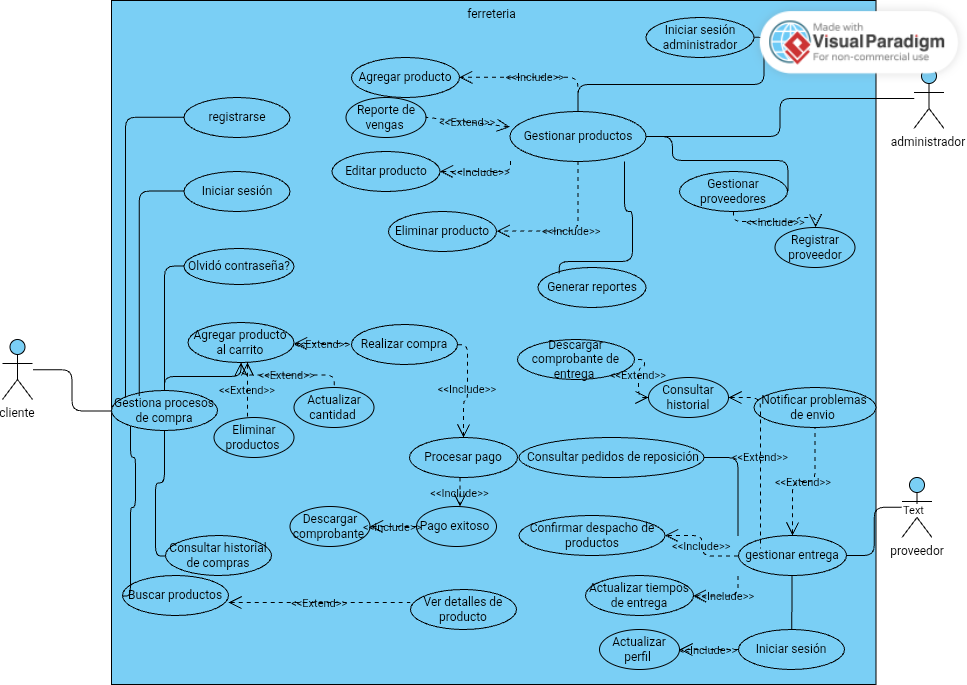 ferreteria
Made with
VisualParadigm
For non-commercial use
Iniciar sesión
administrador
Agregar producto
<<Include>>
Reporte de
vengas
<<Extend>>
Gestionar productos
administrador
registrarse
Editar producto
<<Include>>
Iniciar sesión
Gestionar
proveedores
<<Include>>
Eliminar producto
<<Include>>
Registrar
proveedor
Olvidó contraseña?
Generar reportes
Agregar producto
al carrito
<<Extend>>
Realizar compra
Descargar
comprobante de
entrega
<<Extend>>
<<Extend>>
<<Extend>>
<<Include>>
Consultar
historial
Notificar problemas
de envio
cliente
Gestiona procesos
de compra
Actualizar
cantidad
Eliminar
productos
Procesar pago
Consultar pedidos de reposición
<<Extend>>
<<Extend>>
<<Include>>
Text
proveedor
Descargar
comprobante
<<Include>>
Pago exitoso
Confirmar despacho de
productos
<<Include>>
gestionar entrega
Consultar historial
de compras
Buscar productos
<<Extend>>
Ver detalles de
producto
Actualizar tiempos
de entrega
<<Include>>
Actualizar
perfil
<<Include>>
Iniciar sesión